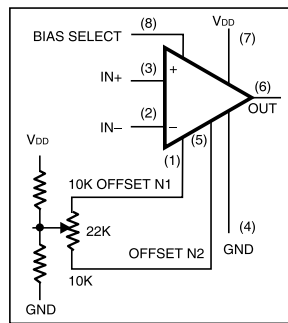 (8)
VDD
BIAS SELECT
(7)
(3)
IN+
+
(6)
OUT
(2)
IN–
–
(5)
(1)
VDD
10K OFFSET N1
22K
(4)
OFFSET N2
GND
10K
GND